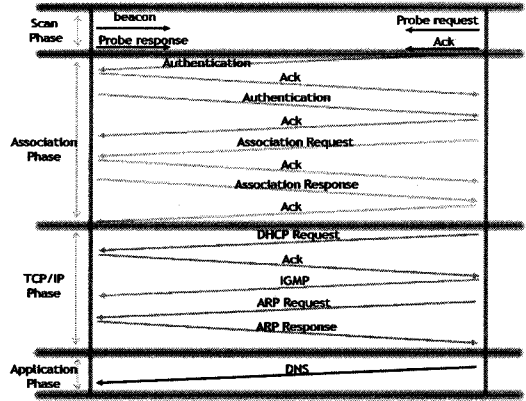 Scan
Phase
beacon
Probe request
Probe response
Ack
Association
Phase
Authentication
Ack
Authentication
Ack
Association Request
Ack
Association Response
Ack
TCP/IP
Phase
DHCP Request
Ack
IGMP
ARP Request
ARP Response
Application
Phase
DNS